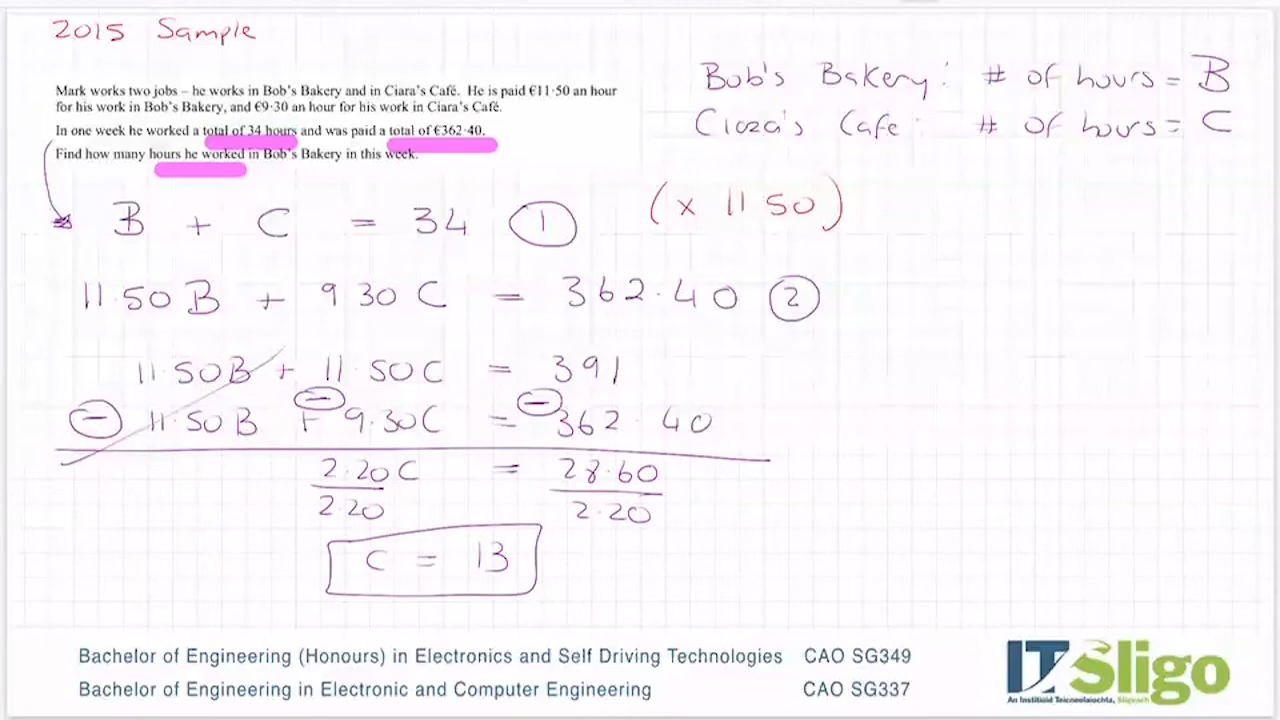 2015 Sample
Mark works two jobs – he works in Bob's Bakery and in Ciara's Café. He is paid €11·50 an hour
for his work in Bob's Bakery, and €9·30 an hour for his work in Ciara's Café.
In one week he worked a total of 34 hours and was paid a total of €362·40.
Find how many hours he worked in Bob's Bakery in this week.
Bob's Bakery: # of hours = B
Ciara's Cafe: # of hours = C
B + C = 34 ① (x 11 50)
11·50 B + 9 30 C = 362·40 ②
11·50B + 11·50C = 391
⊖ 11·50B + ⊖ 9·30C = ⊖ 362·40
2·20C = 28·60
2·20 2·20
C = 13
Bachelor of Engineering (Honours) in Electronics and Self Driving Technologies CAO SG349
Bachelor of Engineering in Electronic and Computer Engineering CAO SG337
IT Sligo
An Institiúid Teicneolaíochta, Sligeach